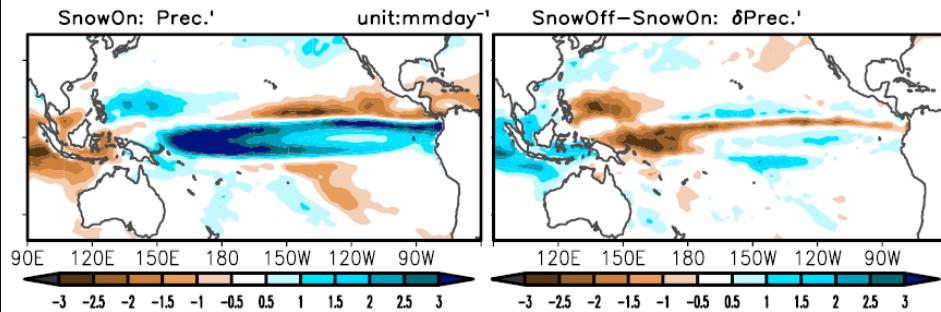 SnowOn: Prec.' unit:mmday⁻¹ SnowOff−SnowOn: δPrec.'
90E 120E 150E 180 150W 120W 90W 120E 150E 180 150W 120W 90W
-3 -2.5 -2 -1.5 -1 -0.5 0.5 1 1.5 2 2.5 3 -3 -2.5 -2 -1.5 -1 -0.5 0.5 1 1.5 2 2.5 3